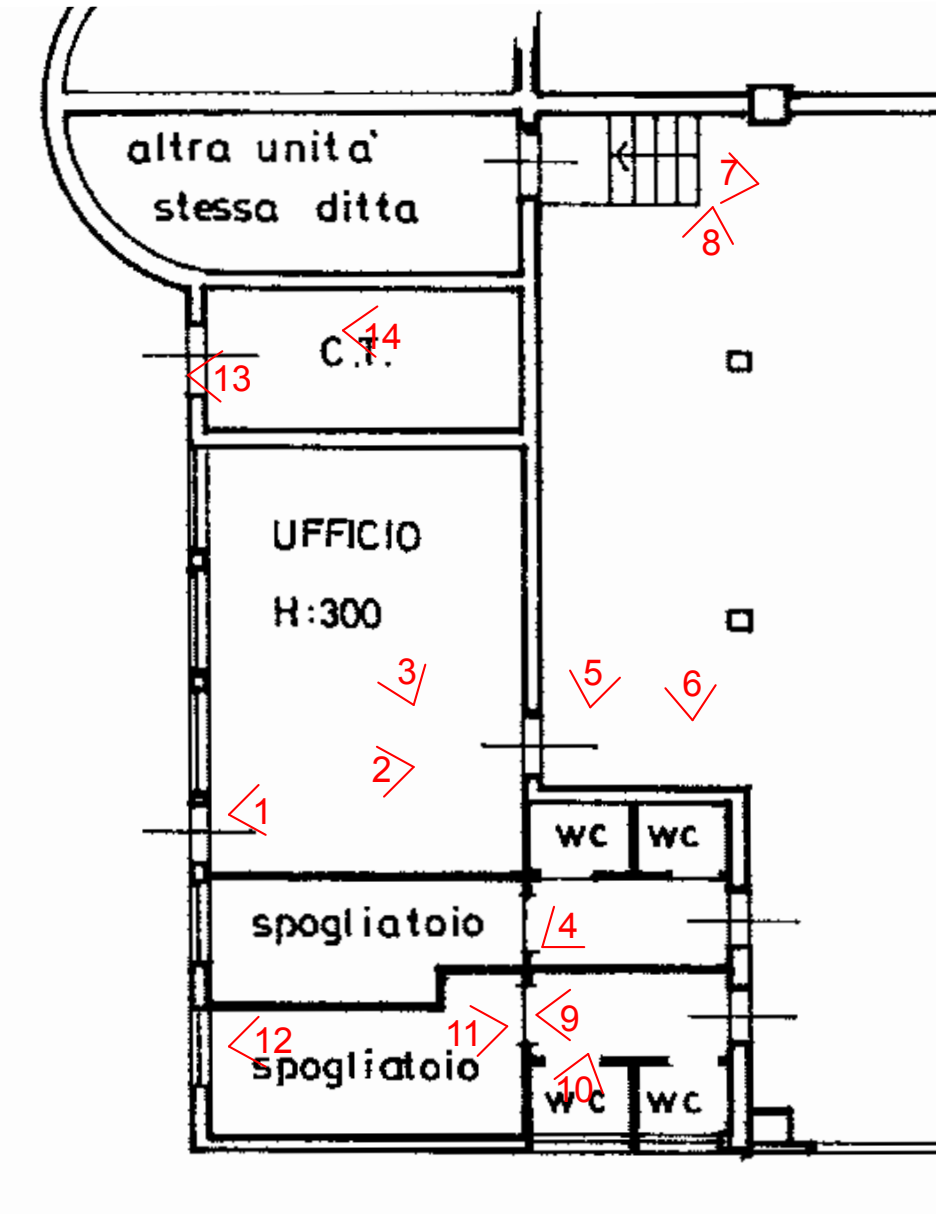 altra unita'
stessa ditta
7
8
C.T.
14
13
UFFICIO
H:300
3
5
6
2
1
wc
wc
spogliatoio
4
11
9
12
spogliatoio
10
wc
wc